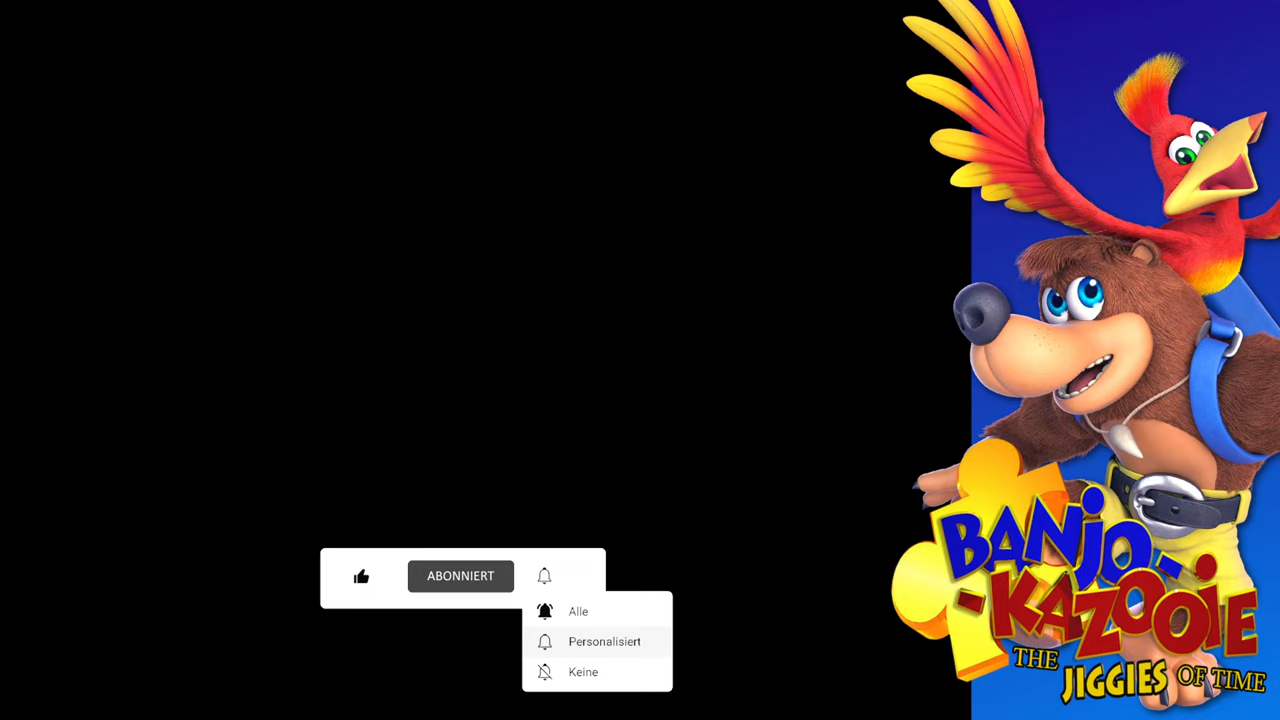 ABONNIERT
Alle
Personalisiert
Keine
BANJO-
-KAZOOIE
THE
JIGGIES OF TIME